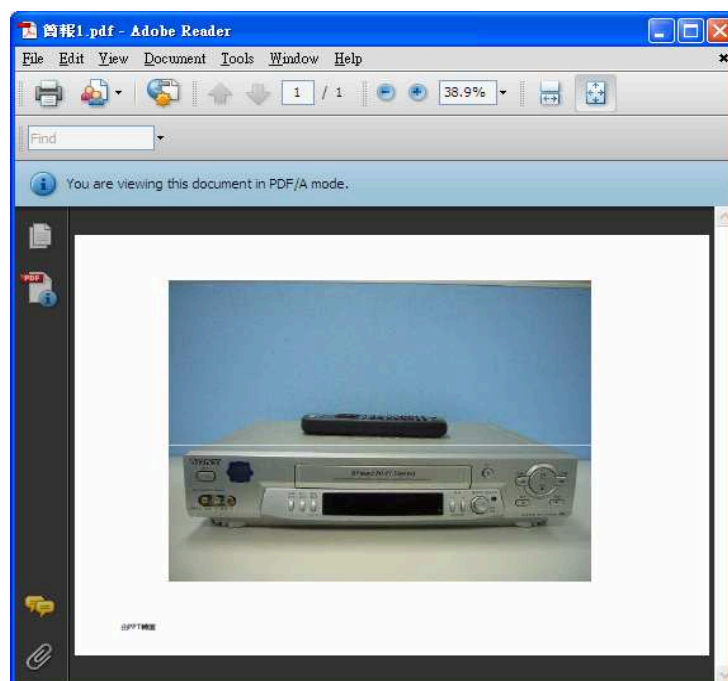 簡報1.pdf - Adobe Reader
File Edit View Document Tools Window Help
1 / 1 38.9%
Find
You are viewing this document in PDF/A mode.
PDF